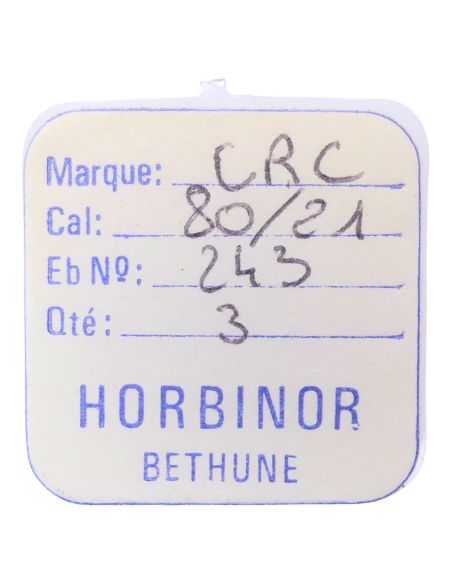 Marque: CRC
Cal: 80/21
Eb Nº: 243
Qté: 3
HORBINOR
BETHUNE